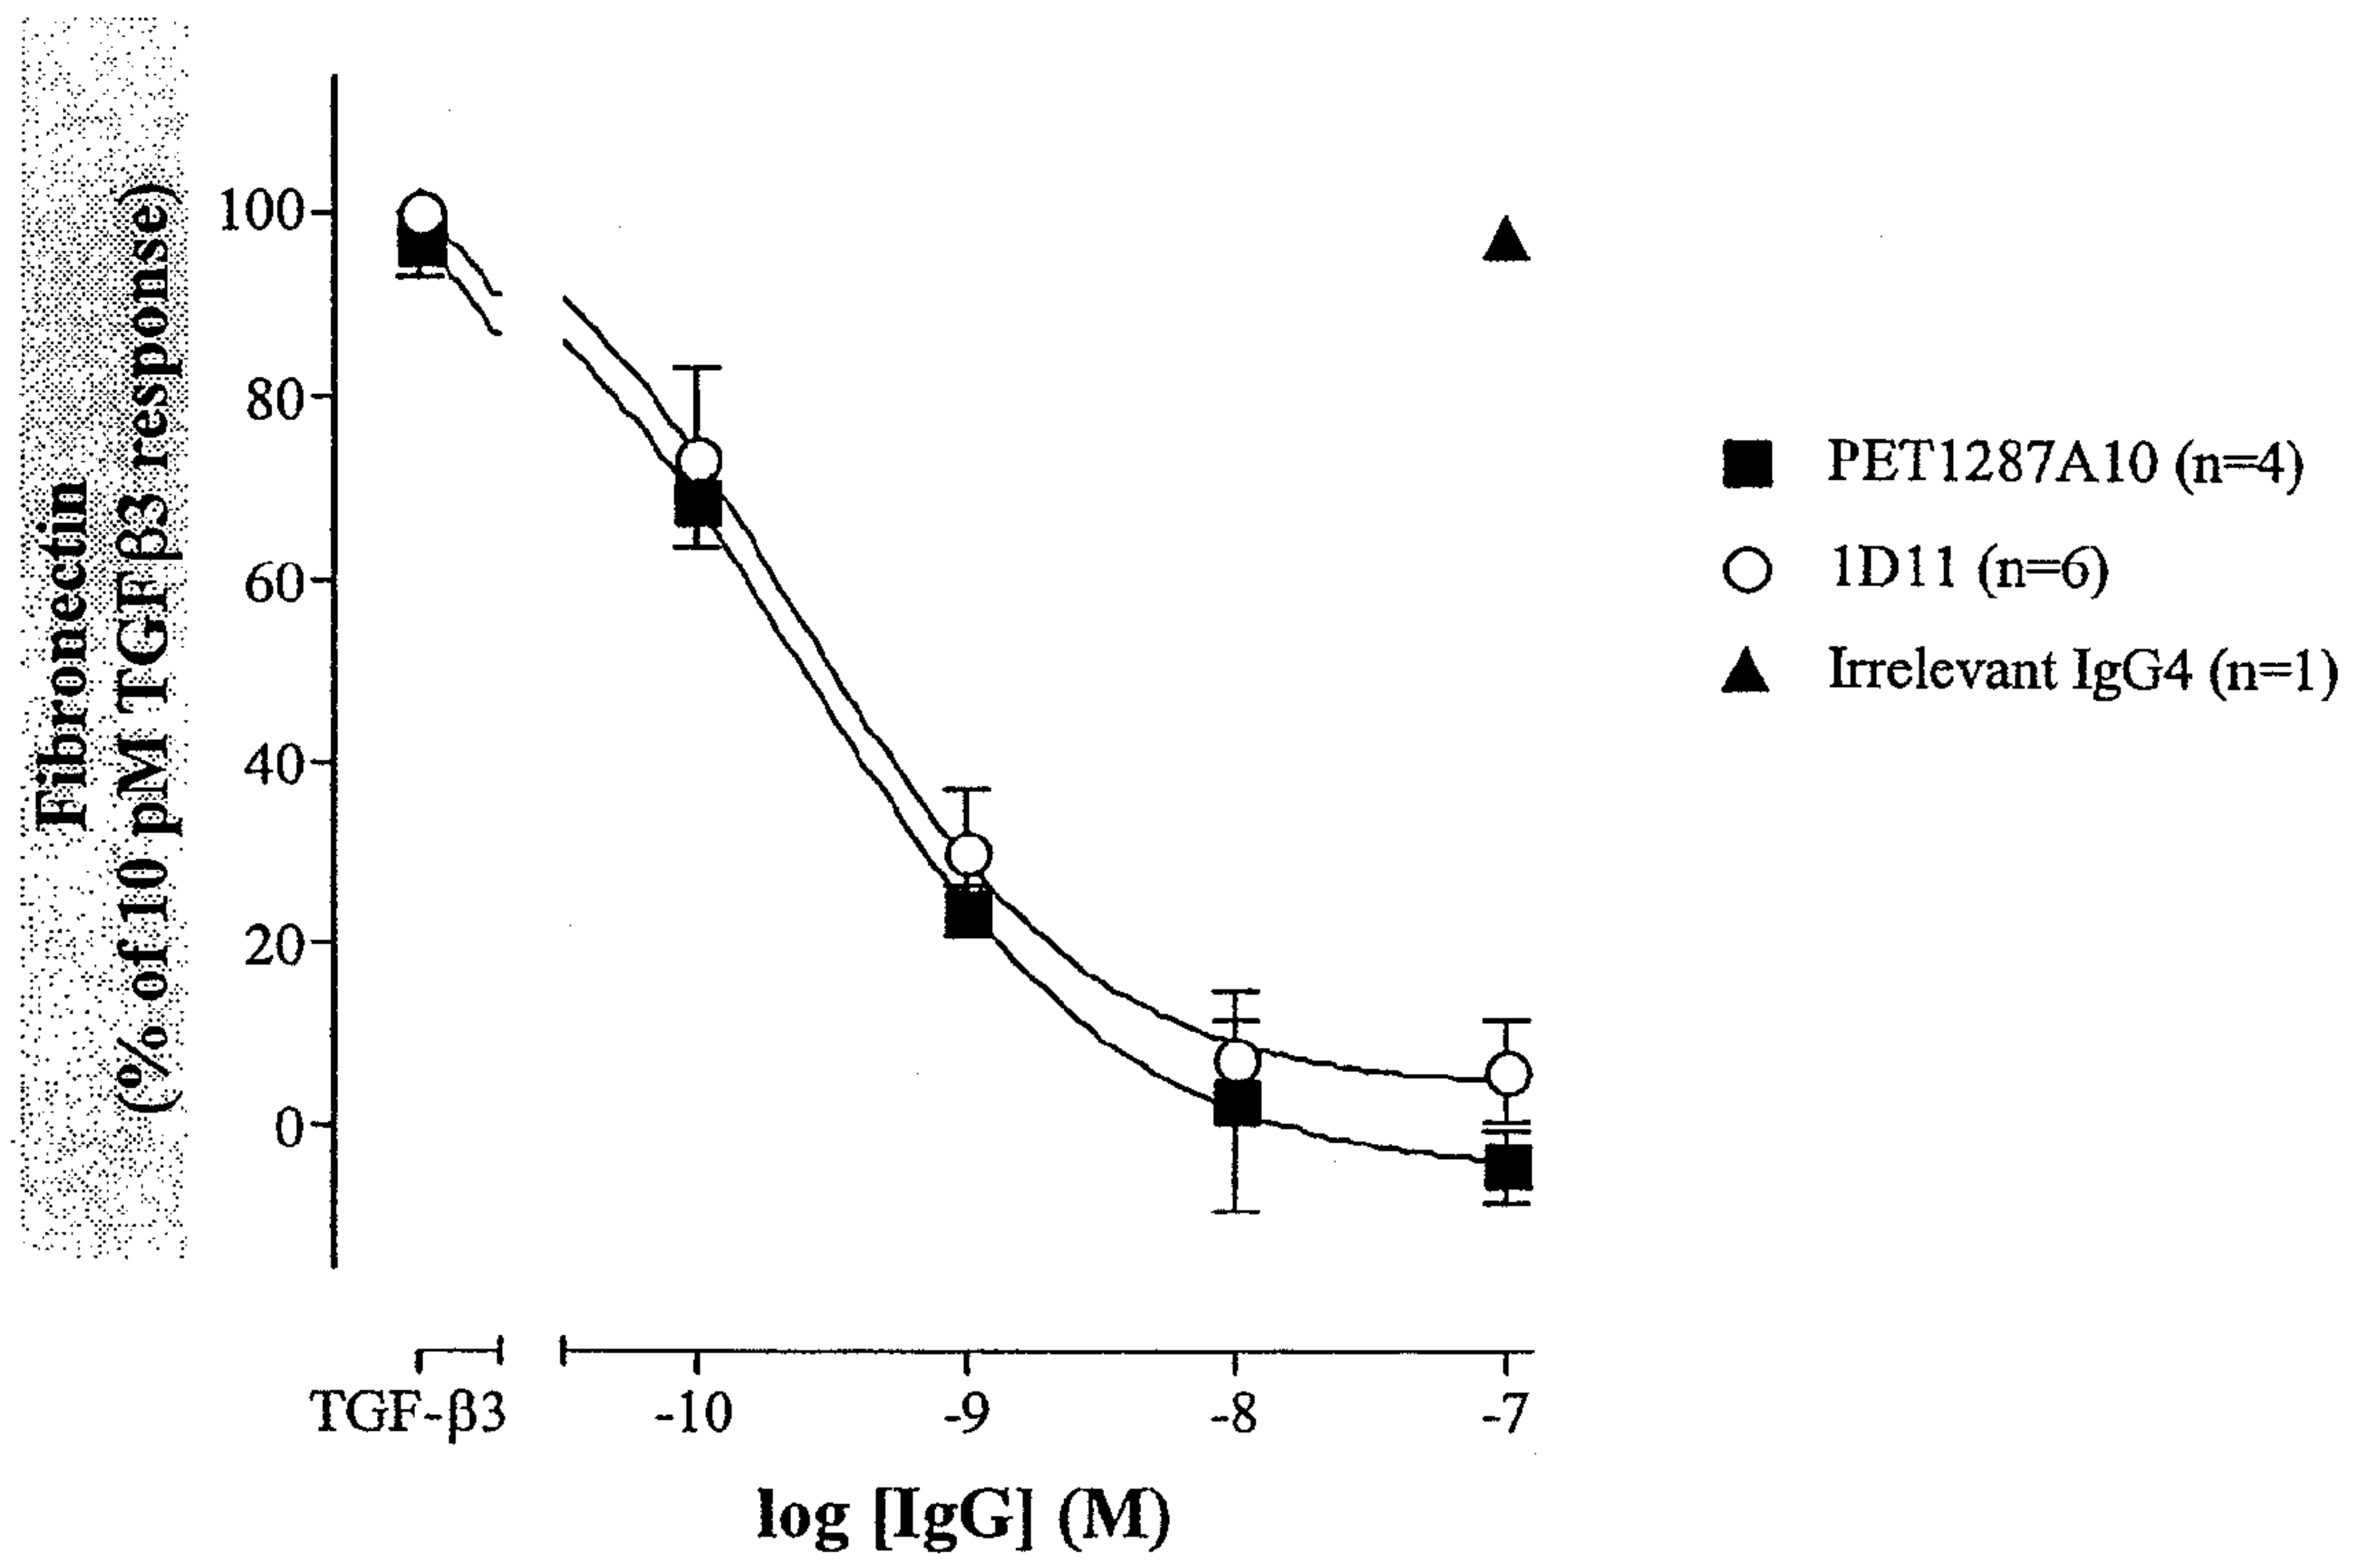 Fibronectin
(% of 10 pM TGFβ3 response)
100
80
60
40
20
0
PET1287A10 (n=4)
1D11 (n=6)
Irrelevant IgG4 (n=1)
TGF-β3 -10 -9 -8 -7
log [IgG] (M)